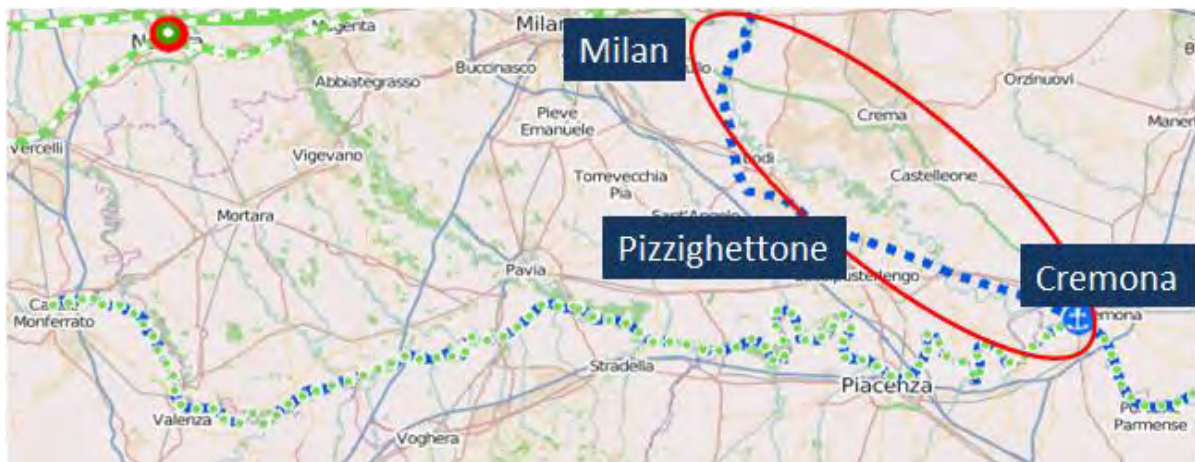 Milan
Magenta
Milan
Abbiategrasso
Buccinasco
Orzinuovi
Pieve
Emanuele
Crema
Vercelli
Vigevano
Torrevecchia
Pia
Castelleone
Mortara
Pizzighettone
Cremona
Pavia
Monferrato
Stradella
Piacenza
Valenza
Voghera
Parmense